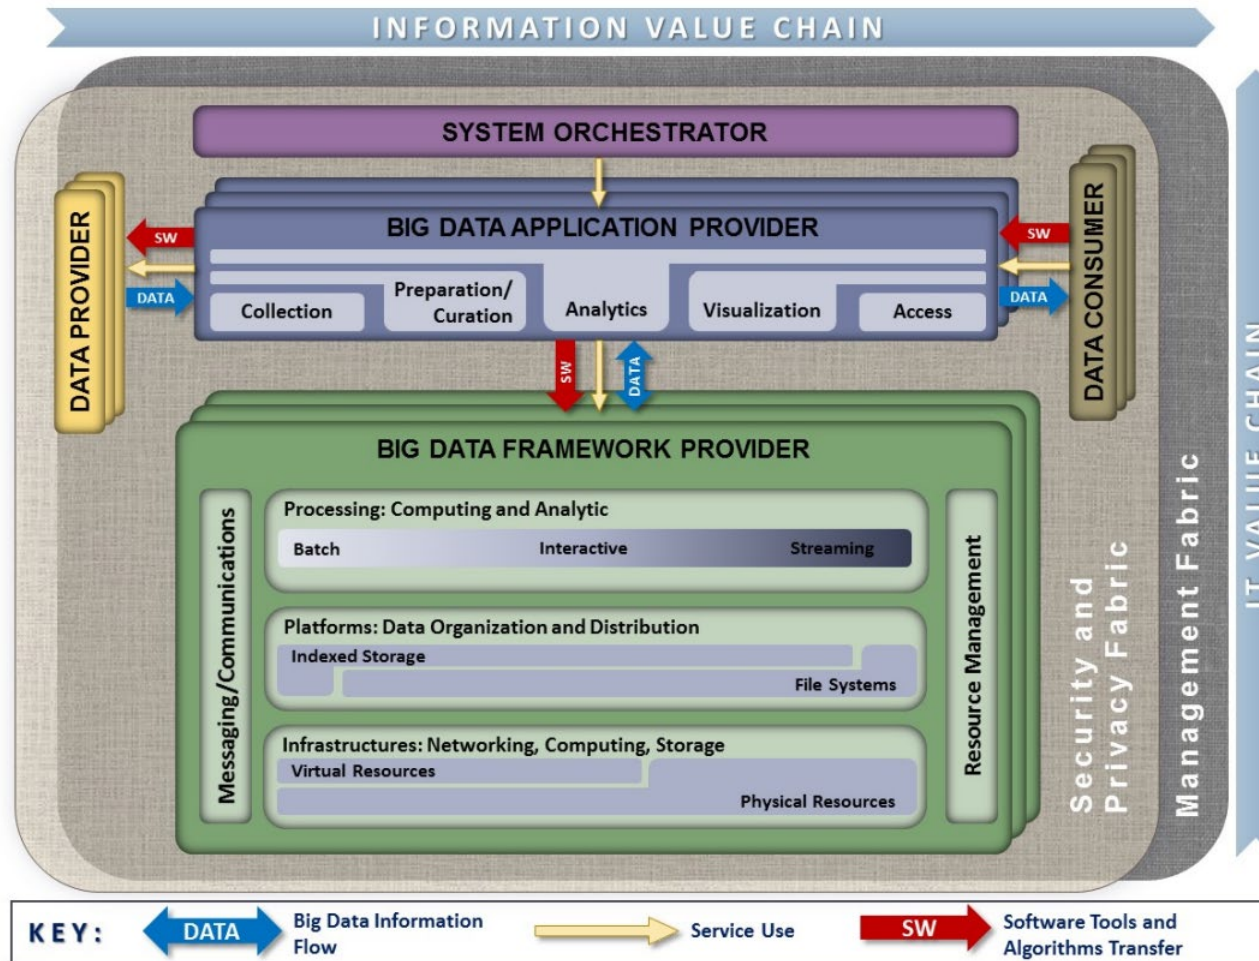 INFORMATION VALUE CHAIN
SYSTEM ORCHESTRATOR
DATA PROVIDER
SW
DATA
BIG DATA APPLICATION PROVIDER
Collection
Preparation/
Curation
Analytics
Visualization
Access
SW
DATA
DATA CONSUMER
SW
DATA
BIG DATA FRAMEWORK PROVIDER
Messaging/Communications
Processing: Computing and Analytic
Batch Interactive Streaming
Platforms: Data Organization and Distribution
Indexed Storage
File Systems
Infrastructures: Networking, Computing, Storage
Virtual Resources
Physical Resources
Resource Management
Security and
Privacy Fabric
Management Fabric
IT VALUE CHAIN
KEY:
DATA
Big Data Information
Flow
Service Use
SW
Software Tools and
Algorithms Transfer